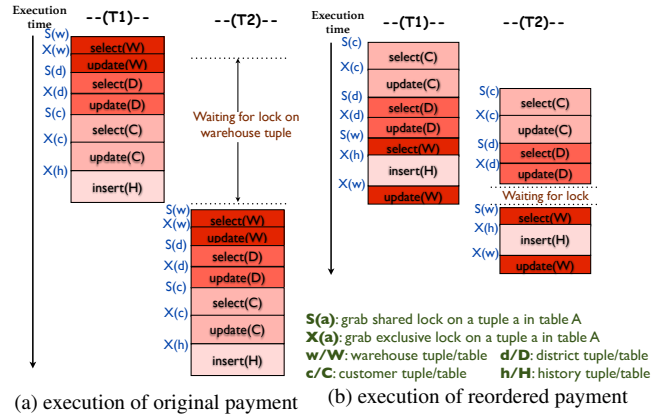 Execution
time
--(T1)--
--(T2)--
S(w)
X(w)
S(d)
X(d)
S(c)
X(c)
X(h)
select(W)
update(W)
select(D)
update(D)
select(C)
update(C)
insert(H)
Waiting for lock on
warehouse tuple
S(w)
X(w)
S(d)
X(d)
S(c)
X(c)
X(h)
select(W)
update(W)
select(D)
update(D)
select(C)
update(C)
insert(H)
(a) execution of original payment
Execution
time
--(T1)--
--(T2)--
S(c)
X(c)
S(d)
X(d)
S(w)
X(h)
X(w)
select(C)
update(C)
select(D)
update(D)
select(W)
insert(H)
update(W)
S(c)
X(c)
S(d)
X(d)
select(C)
update(C)
select(D)
update(D)
Waiting for lock
S(w)
X(h)
X(w)
select(W)
insert(H)
update(W)
S(a): grab shared lock on a tuple a in table A
X(a): grab exclusive lock on a tuple a in table A
w/W: warehouse tuple/table d/D: district tuple/table
c/C: customer tuple/table h/H: history tuple/table
(b) execution of reordered payment